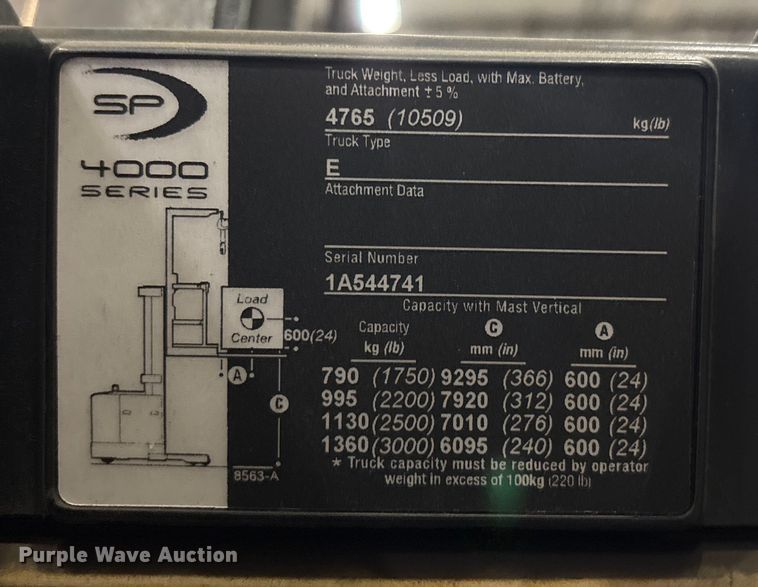 SP
4000
SERIES
Truck Weight, Less Load, with Max. Battery,
and Attachment ± 5 %
4765 (10509) kg (lb)
Truck Type
E
Attachment Data
Serial Number
1A544741
Capacity with Mast Vertical
Capacity C A
kg (lb) mm (in) mm (in)
790 (1750) 9295 (366) 600 (24)
995 (2200) 7920 (312) 600 (24)
1130 (2500) 7010 (276) 600 (24)
1360 (3000) 6095 (240) 600 (24)
* Truck capacity must be reduced by operator
weight in excess of 100kg (220 lb)
Load
Center
600(24)
A
C
8563-A
Purple Wave Auction